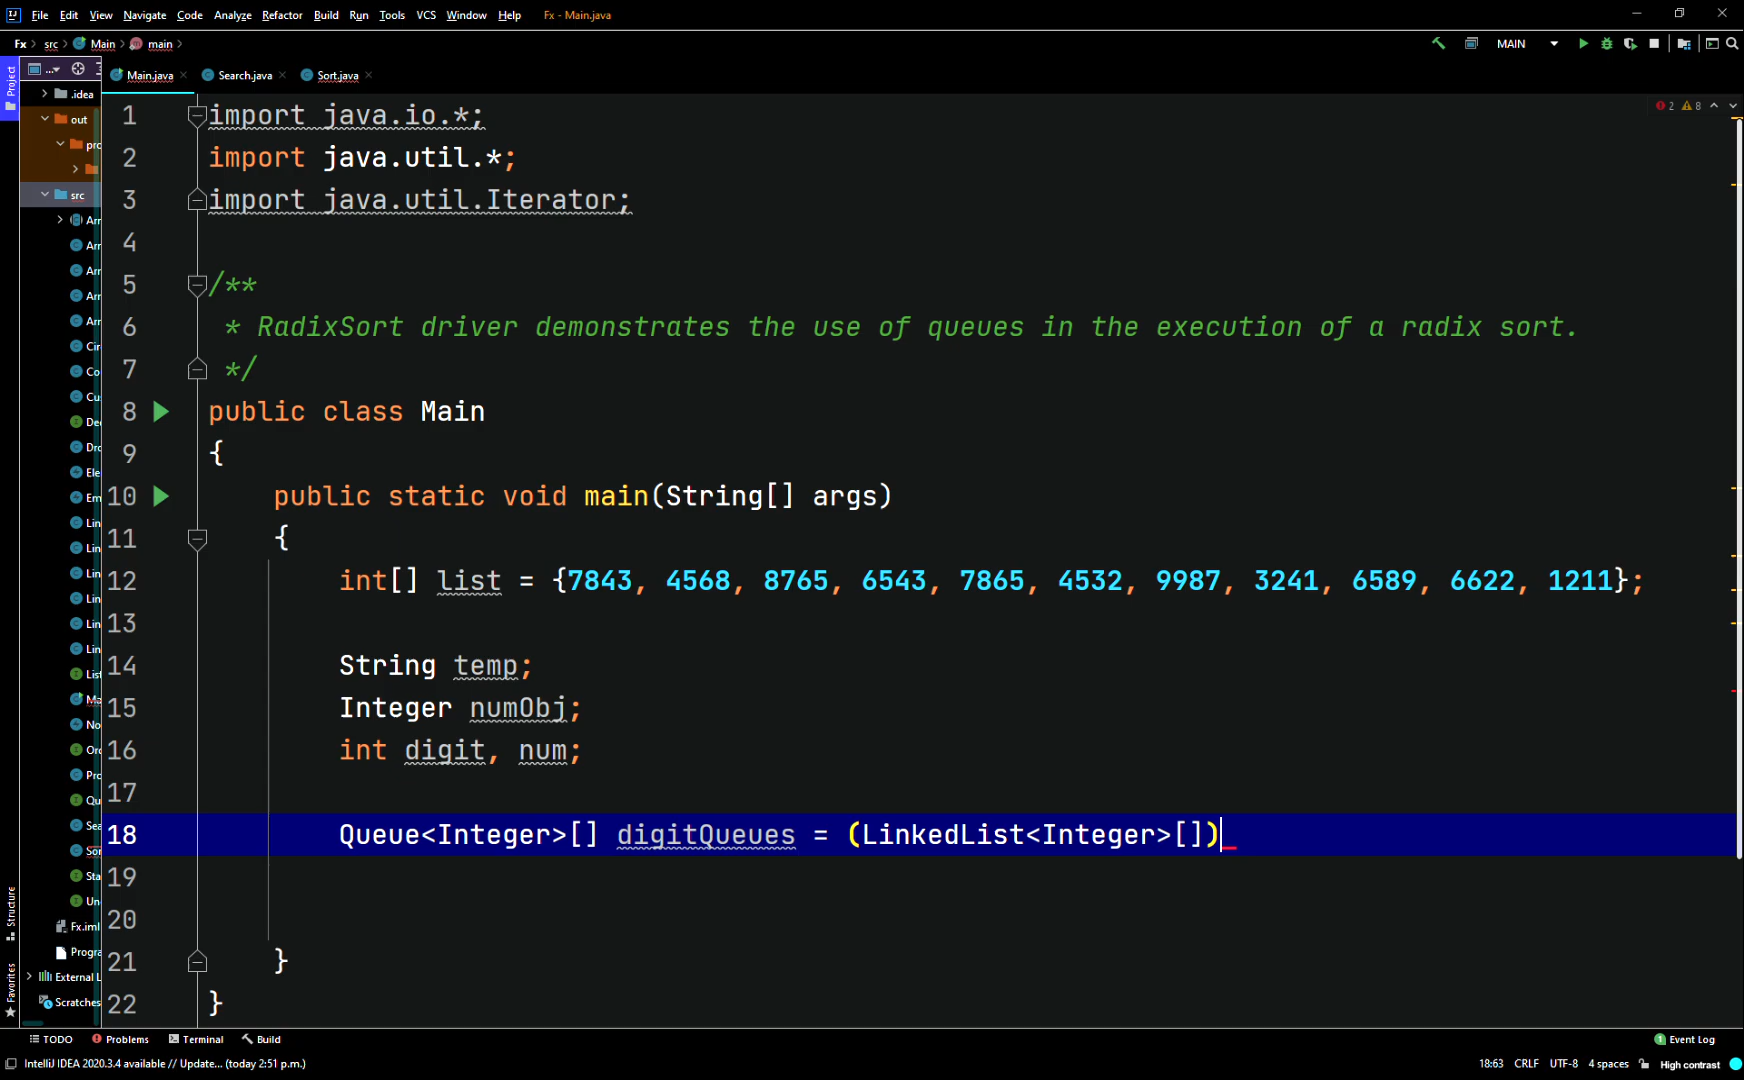 File Edit View Navigate Code Analyze Refactor Build Run Tools VCS Window Help Fx - Main.java
Fx src Main main MAIN
Project ...
Main.java Search.java Sort.java
.idea
out
src
2 8
1 import java.io.*;
2 import java.util.*;
3 import java.util.Iterator;
4
5 /**
6 * RadixSort driver demonstrates the use of queues in the execution of a radix sort.
7 */
8 public class Main
9 {
10 public static void main(String[] args)
11 {
12 int[] list = {7843, 4568, 8765, 6543, 7865, 4532, 9987, 3241, 6589, 6622, 1211};
13
14 String temp;
15 Integer numObj;
16 int digit, num;
17
18 Queue<Integer>[] digitQueues = (LinkedList<Integer>[])
19
20
21 }
22 }
Fx.iml
External L
Scratches
Structure
Favorites
TODO Problems Terminal Build 1 Event Log
IntelliJ IDEA 2020.3.4 available // Update... (today 2:51 p.m.) 18:63 CRLF UTF-8 4 spaces High contrast